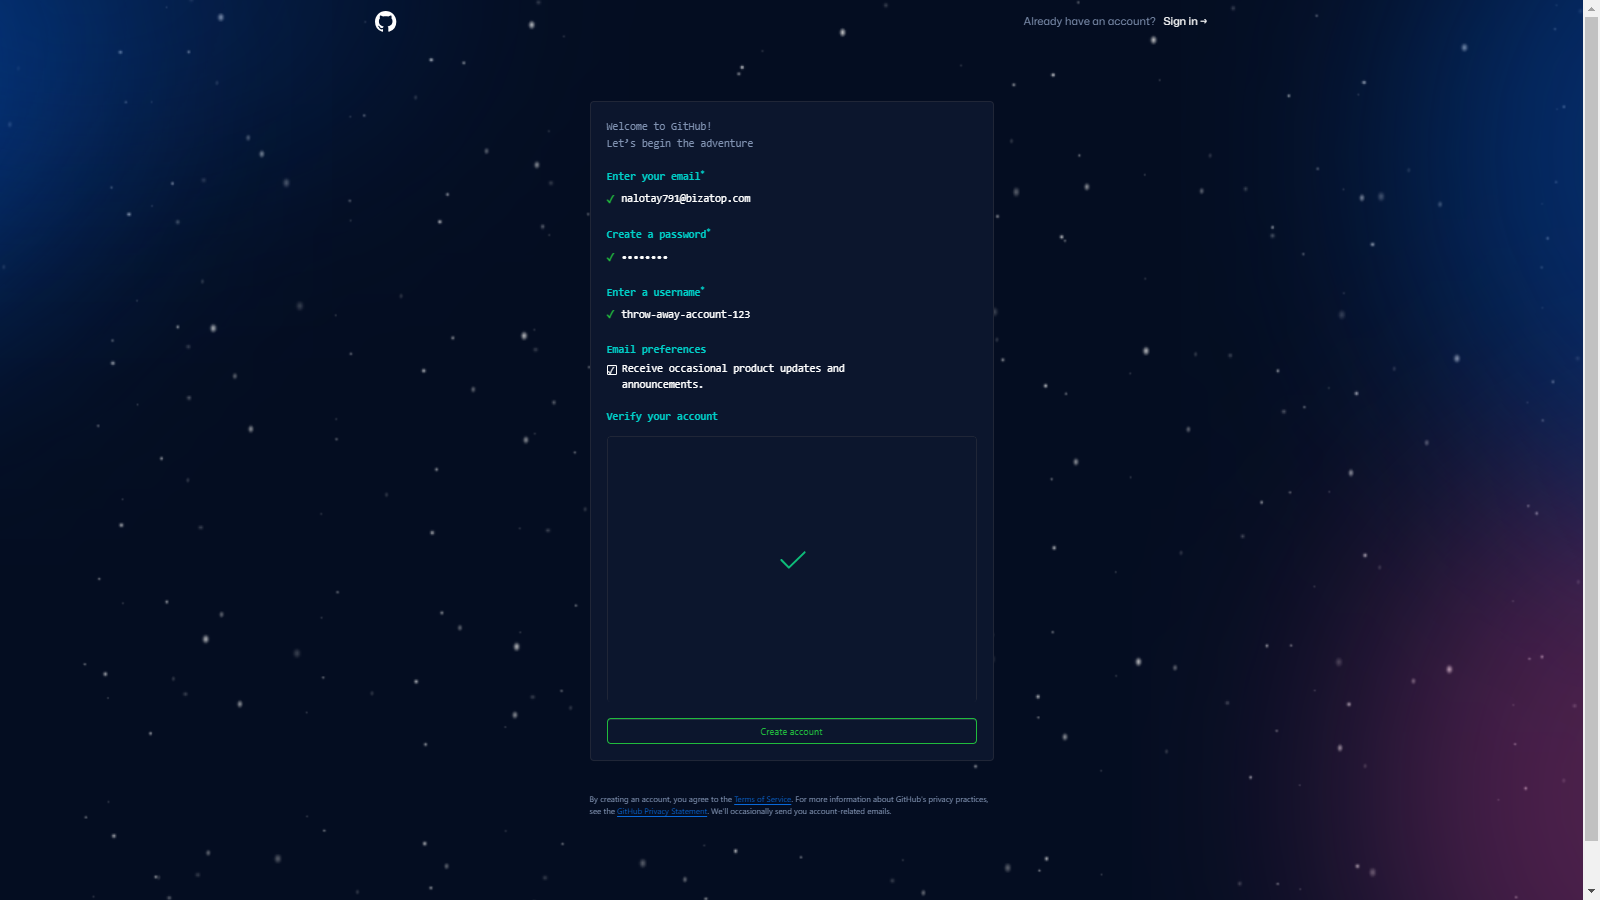 Already have an account? Sign in →
Welcome to GitHub!
Let's begin the adventure
Enter your email*
✓ nalotay791@bizatop.com
Create a password*
✓ ••••••••
Enter a username*
✓ throw-away-account-123
Email preferences
Receive occasional product updates and
announcements.
Verify your account
Create account
By creating an account, you agree to the Terms of Service. For more information about GitHub's privacy practices,
see the GitHub Privacy Statement. We'll occasionally send you account-related emails.